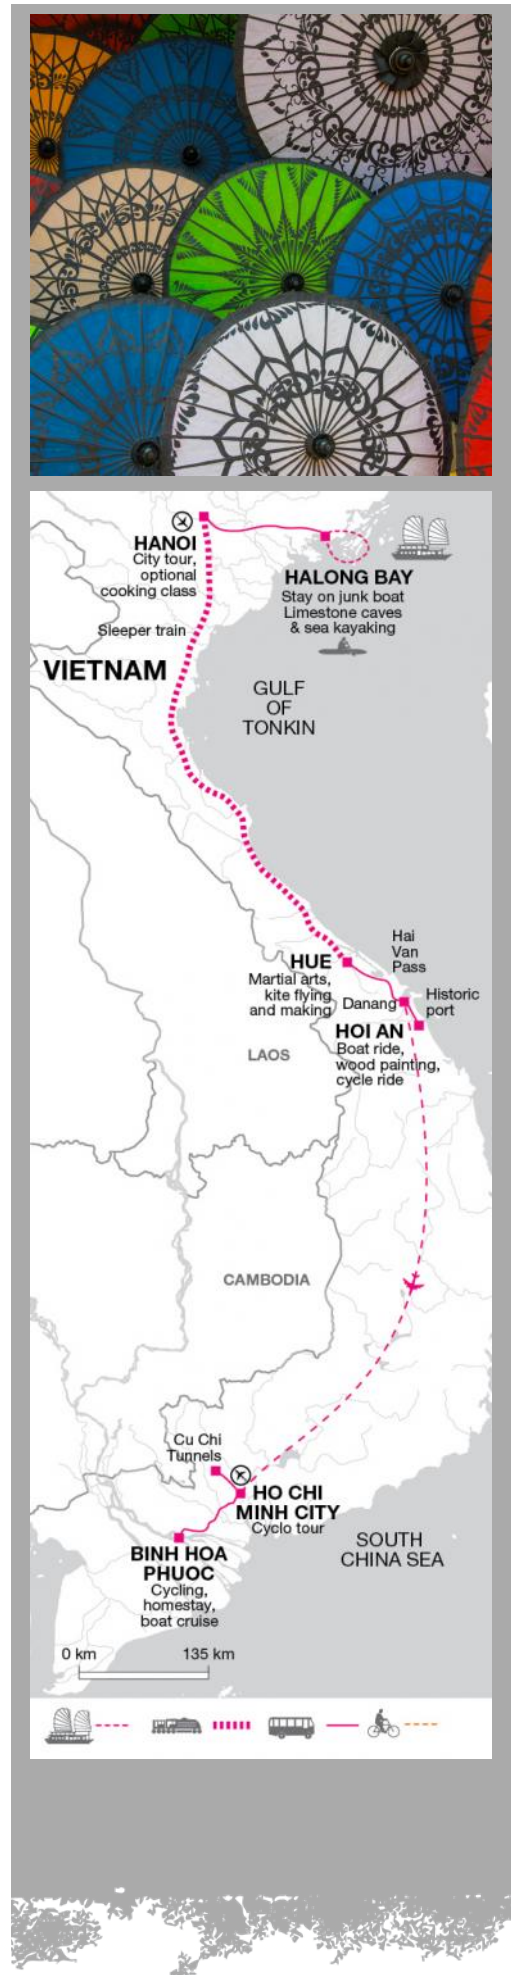 HANOI
City tour,
optional
cooking class
HALONG BAY
Stay on junk boat
Limestone caves
& sea kayaking
Sleeper train
VIETNAM
GULF
OF
TONKIN
Hai
Van
Pass
HUE
Martial arts,
kite flying
and making
Danang
Historic
port
HOI AN
Boat ride,
wood painting,
cycle ride
LAOS
CAMBODIA
Cu Chi
Tunnels
HO CHI
MINH CITY
Cyclo tour
SOUTH
CHINA SEA
BINH HOA
PHUOC
Cycling,
homestay,
boat cruise
0 km 135 km